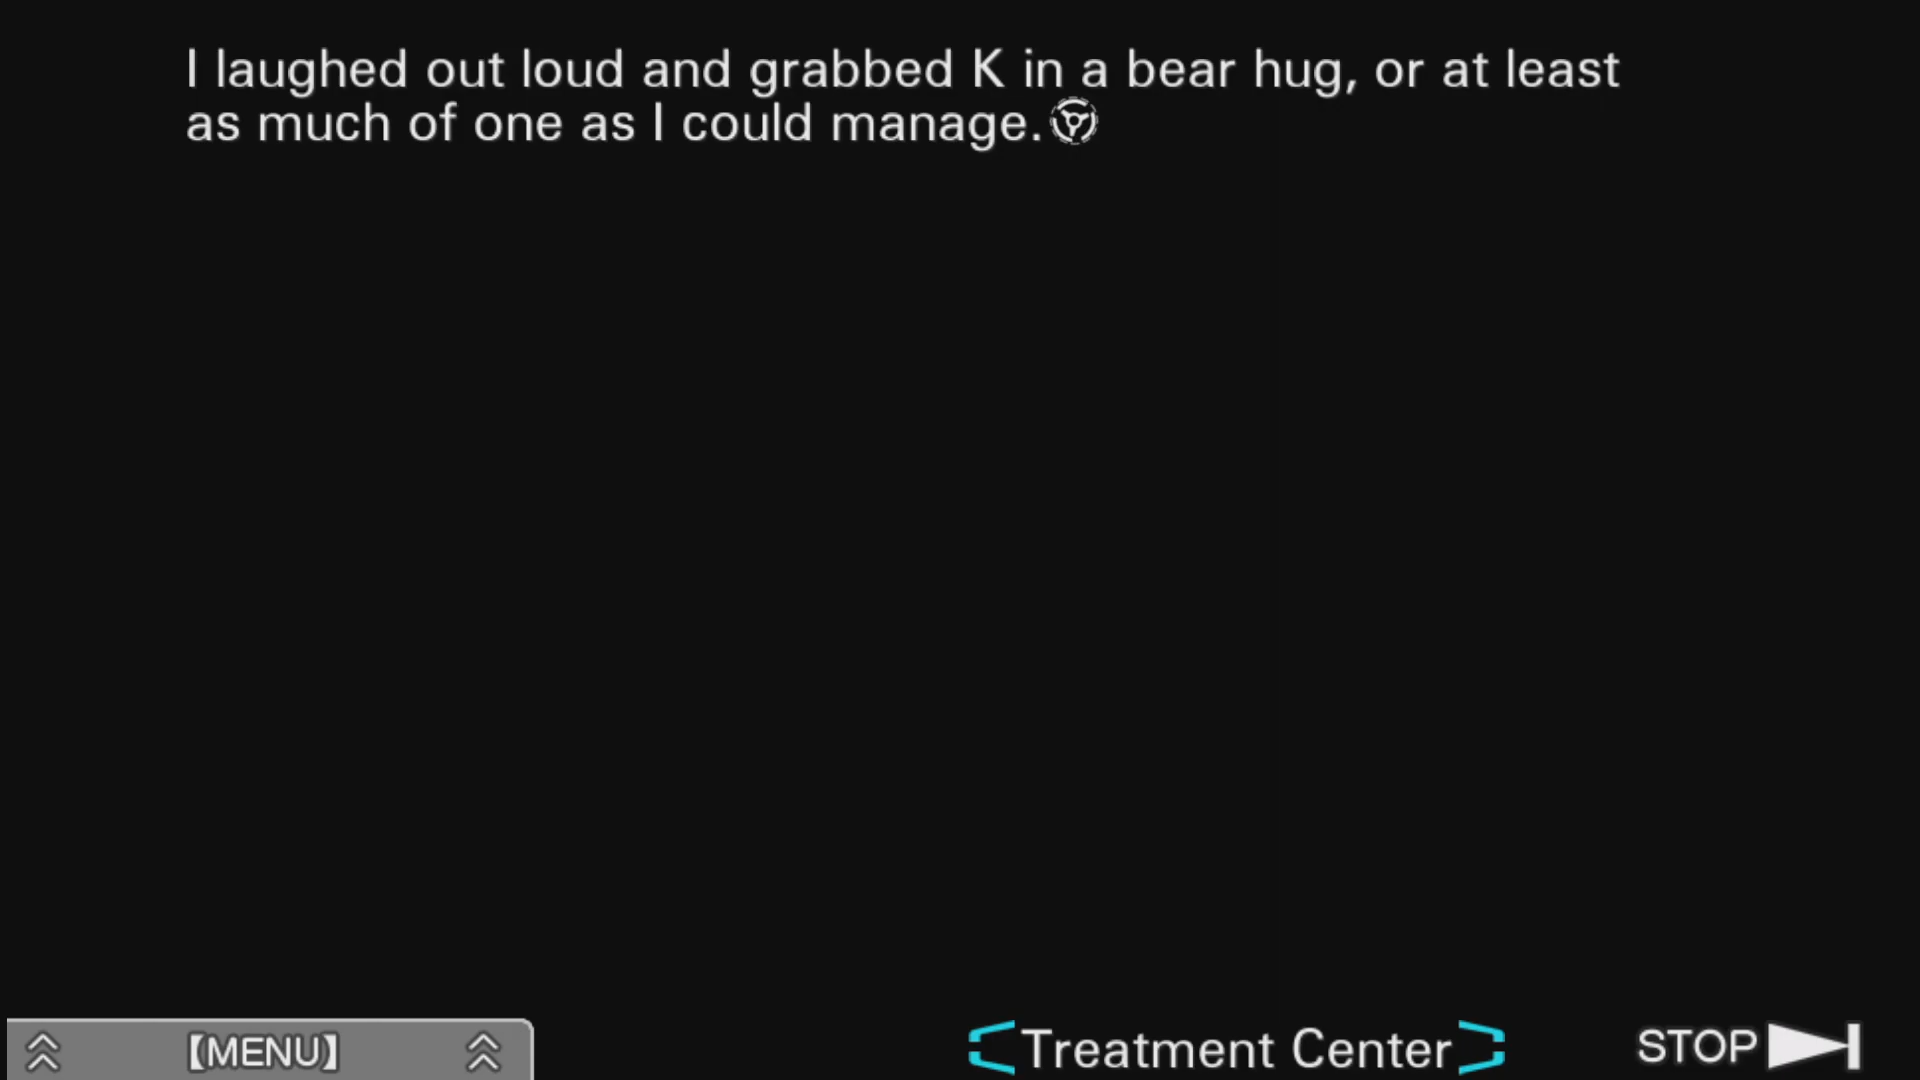 I laughed out loud and grabbed K in a bear hug, or at least
as much of one as I could manage.
【MENU】
Treatment Center
STOP